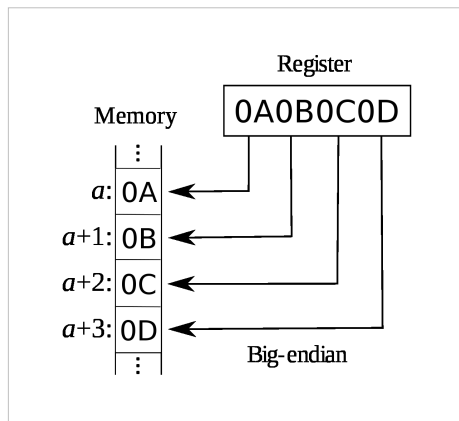 Register
0A0B0C0D
Memory
⋮
a: 0A
a+1: 0B
a+2: 0C
a+3: 0D
⋮
Big-endian